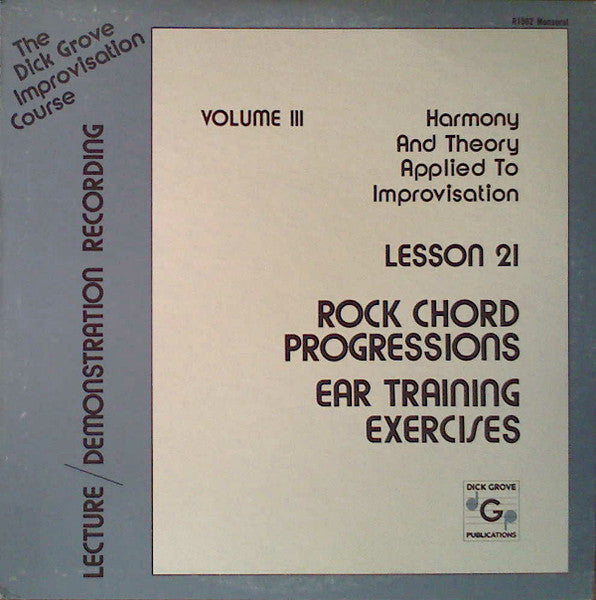 The
Dick Grove
Improvisation
Course
R1502 Monaural
VOLUME III
Harmony
And Theory
Applied To
Improvisation
LESSON 21
ROCK CHORD
PROGRESSIONS
EAR TRAINING
EXERCISES
LECTURE/DEMONSTRATION RECORDING
DICK GROVE
dGp
PUBLICATIONS